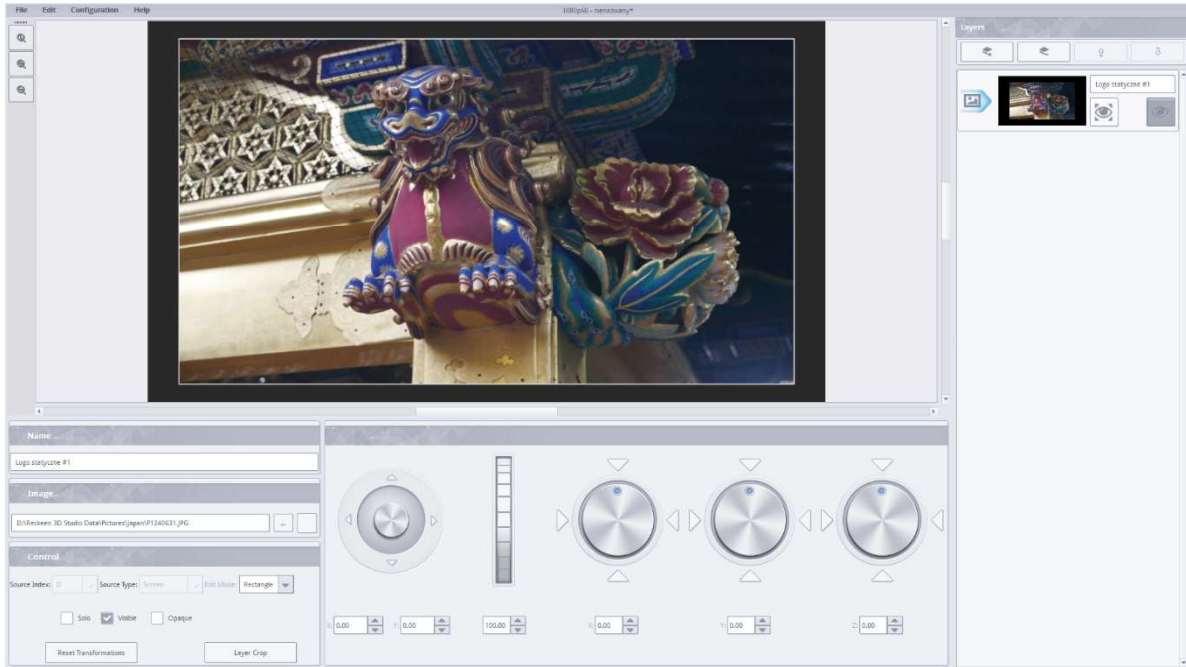 File Edit Configuration Help
1080p60 - nienazwany*
Layers
Logo statyczne #1
Name ...
Logo statyczne #1
Image...
D:\Reckeen 3D Studio Data\Pictures\Japan\P1240631.JPG
...
Control
Source Index: 0 Source Type: Screen Edit Mode: Rectangle
Solo Visible Opaque
Reset Transformations Layer Crop
X: 0.00 Y: 0.00 100.00 X: 0.00 Y: 0.00 Z: 0.00